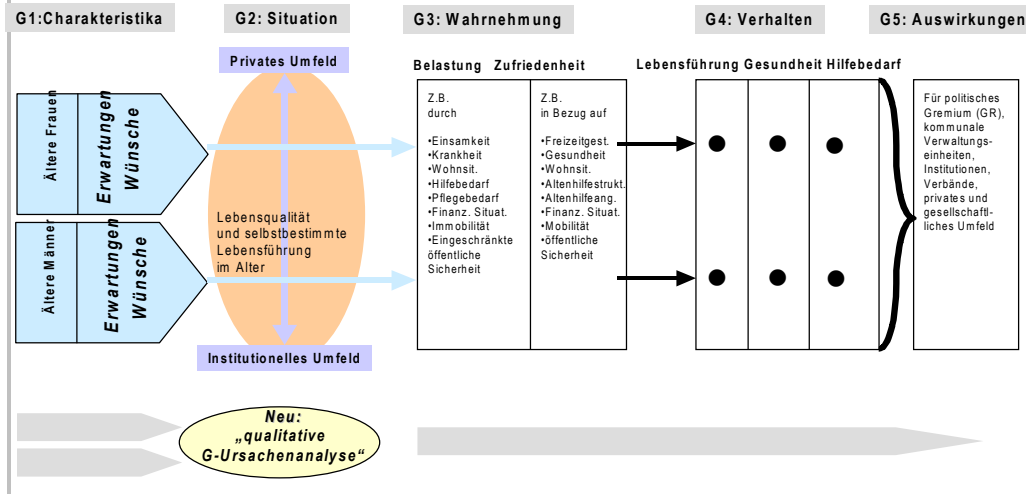 G1:Charakteristika
G2: Situation
G3: Wahrnehmung
G4: Verhalten
G5: Auswirkungen
Ältere Frauen
Erwartungen
Wünsche
Ältere Männer
Erwartungen
Wünsche
Privates Umfeld
Lebensqualität
und selbstbestimmte
Lebensführung
im Alter
Institutionelles Umfeld
Belastung Zufriedenheit
Z.B.
durch
•Einsamkeit
•Krankheit
•Wohnsit.
•Hilfebedarf
•Pflegebedarf
•Finanz. Situat.
•Immobilität
•Eingeschränkte
öffentliche
Sicherheit
Z.B.
in Bezug auf
•Freizeitgest.
•Gesundheit
•Wohnsit.
•Altenhilfestrukt.
•Altenhilfeang.
•Finanz. Situat.
•Mobilität
•öffentliche
Sicherheit
Lebensführung Gesundheit Hilfebedarf
Für politisches
Gremium (GR),
kommunale
Verwaltungs-
einheiten,
Institutionen,
Verbände,
privates und
gesellschaft-
liches Umfeld
Neu:
„qualitative
G-Ursachenanalyse“